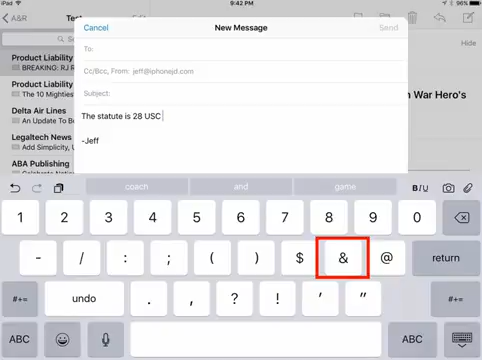 iPad
9:42 PM
96%
A&R
Cancel
New Message
Send
Hide
Product Liability
BREAKING: RJ R
To:
Product Liability
The 10 Mighties
Cc/Bcc, From: jeff@iphonejd.com
n War Hero's
Subject:
Delta Air Lines
An Update To Be
The statute is 28 USC
Legaltech News
Add Simplicity, U
-Jeff
ABA Publishing
coach and game
B I U
1 2 3 4 5 6 7 8 9 0
- / : ; ( ) $ & @ return
#+= undo . , ? ! ' " #+=
ABC ABC